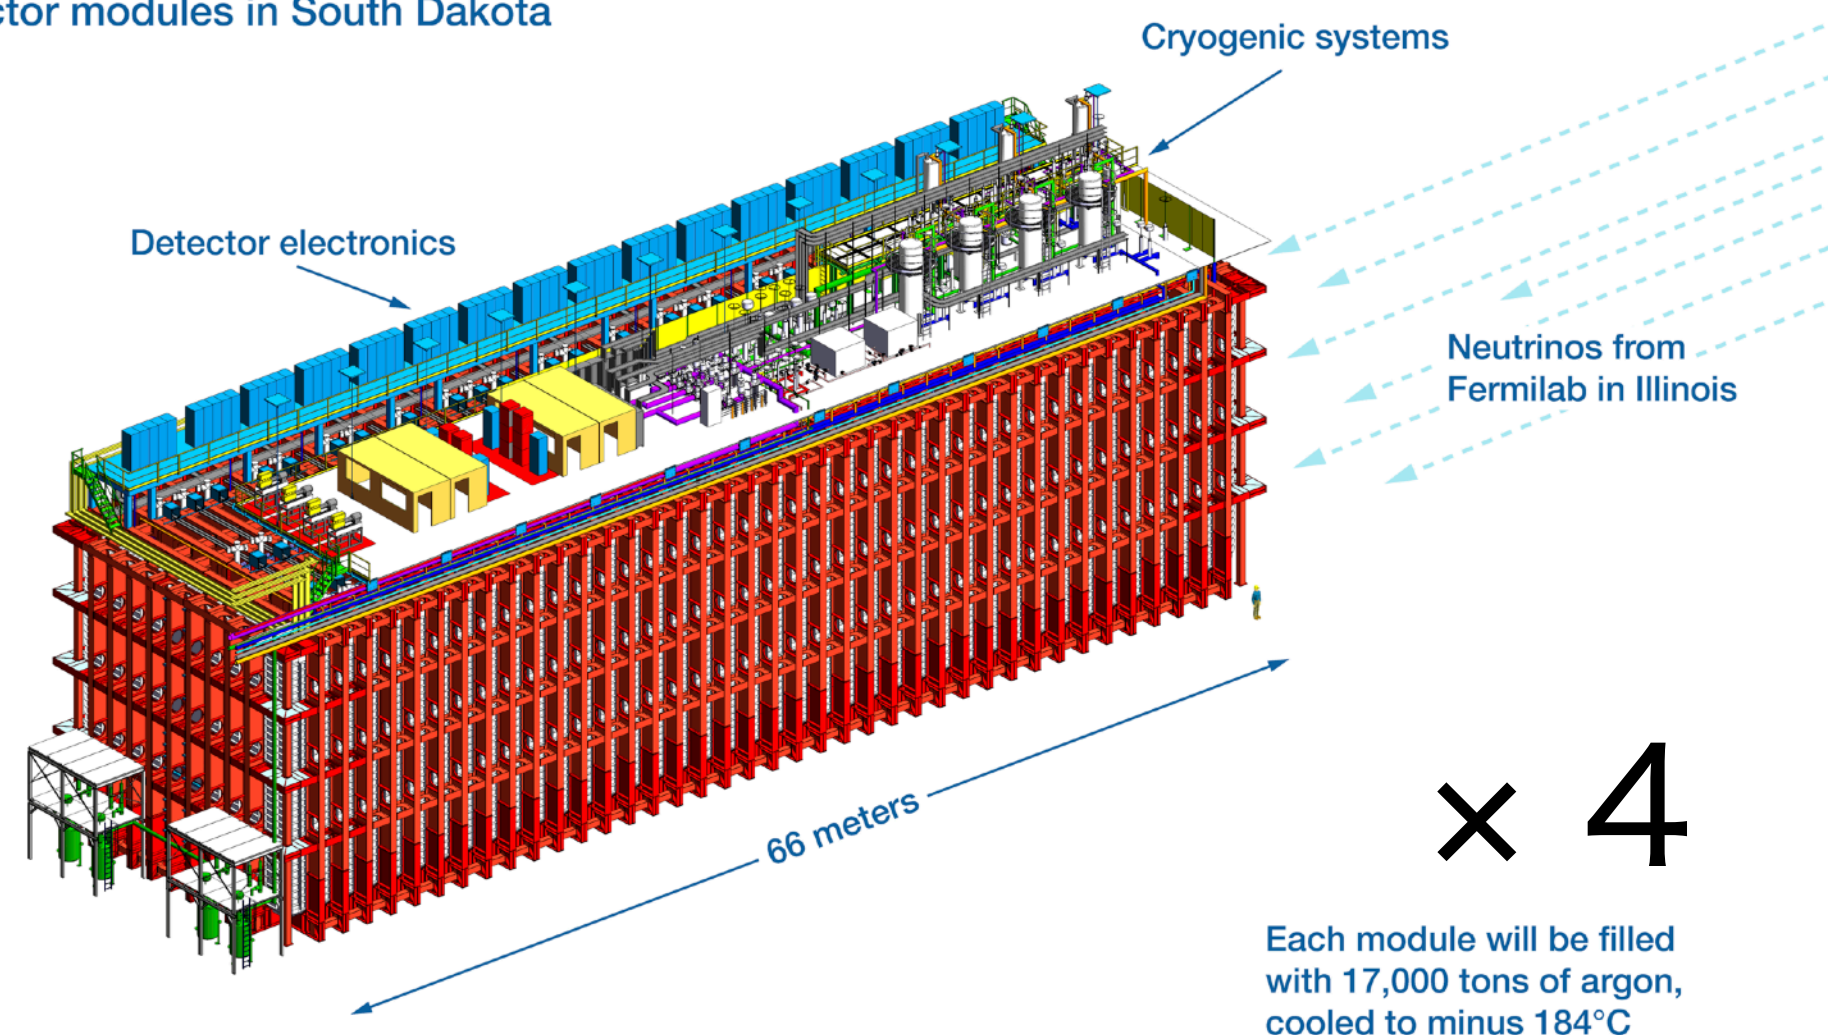 ctor modules in South Dakota
Cryogenic systems
Detector electronics
Neutrinos from
Fermilab in Illinois
66 meters
× 4
Each module will be filled
with 17,000 tons of argon,
cooled to minus 184°C